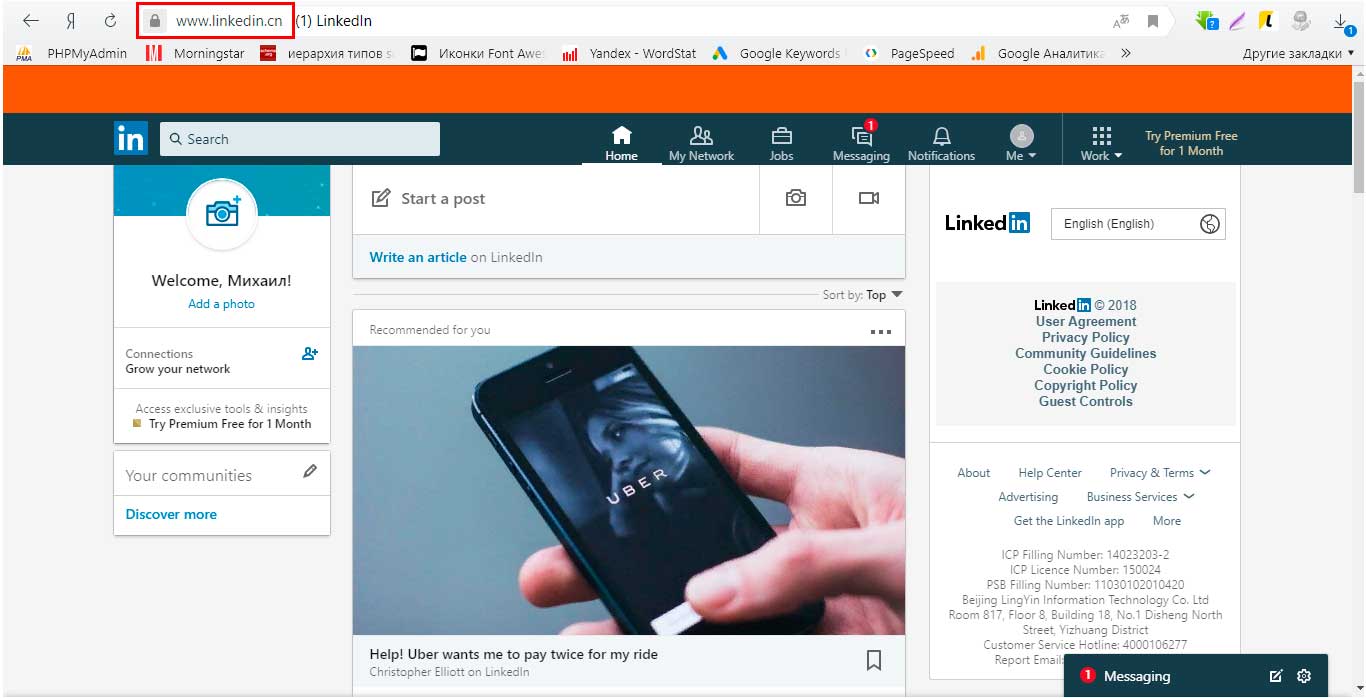 www.linkedin.cn (1) LinkedIn
PMA PHPMyAdmin Morningstar иерархия типов Иконки Font Awe Yandex - WordStat Google Keywords PageSpeed Google Аналитика » Другие закладки
in Search Home My Network Jobs 1 Messaging Notifications Me Work Try Premium Free
for 1 Month
Welcome, Михаил!
Add a photo
Connections
Grow your network
Access exclusive tools & insights
Try Premium Free for 1 Month
Your communities
Discover more
Start a post
Write an article on LinkedIn
Sort by: Top
Recommended for you
UBER
Help! Uber wants me to pay twice for my ride
Christopher Elliott on LinkedIn
Linkedin English (English)
Linkedin © 2018
User Agreement
Privacy Policy
Community Guidelines
Cookie Policy
Copyright Policy
Guest Controls
About Help Center Privacy & Terms
Advertising Business Services
Get the LinkedIn app More
ICP Filling Number: 14023203-2
ICP Licence Number: 150024
PSB Filling Number: 11030102010420
Beijing LingYin Information Technology Co. Ltd
Room 817, Floor 8, Building 18, No.1 Disheng North
Street, Yizhuang District
Customer Service Hotline: 4000106277
Report Email:
1 Messaging